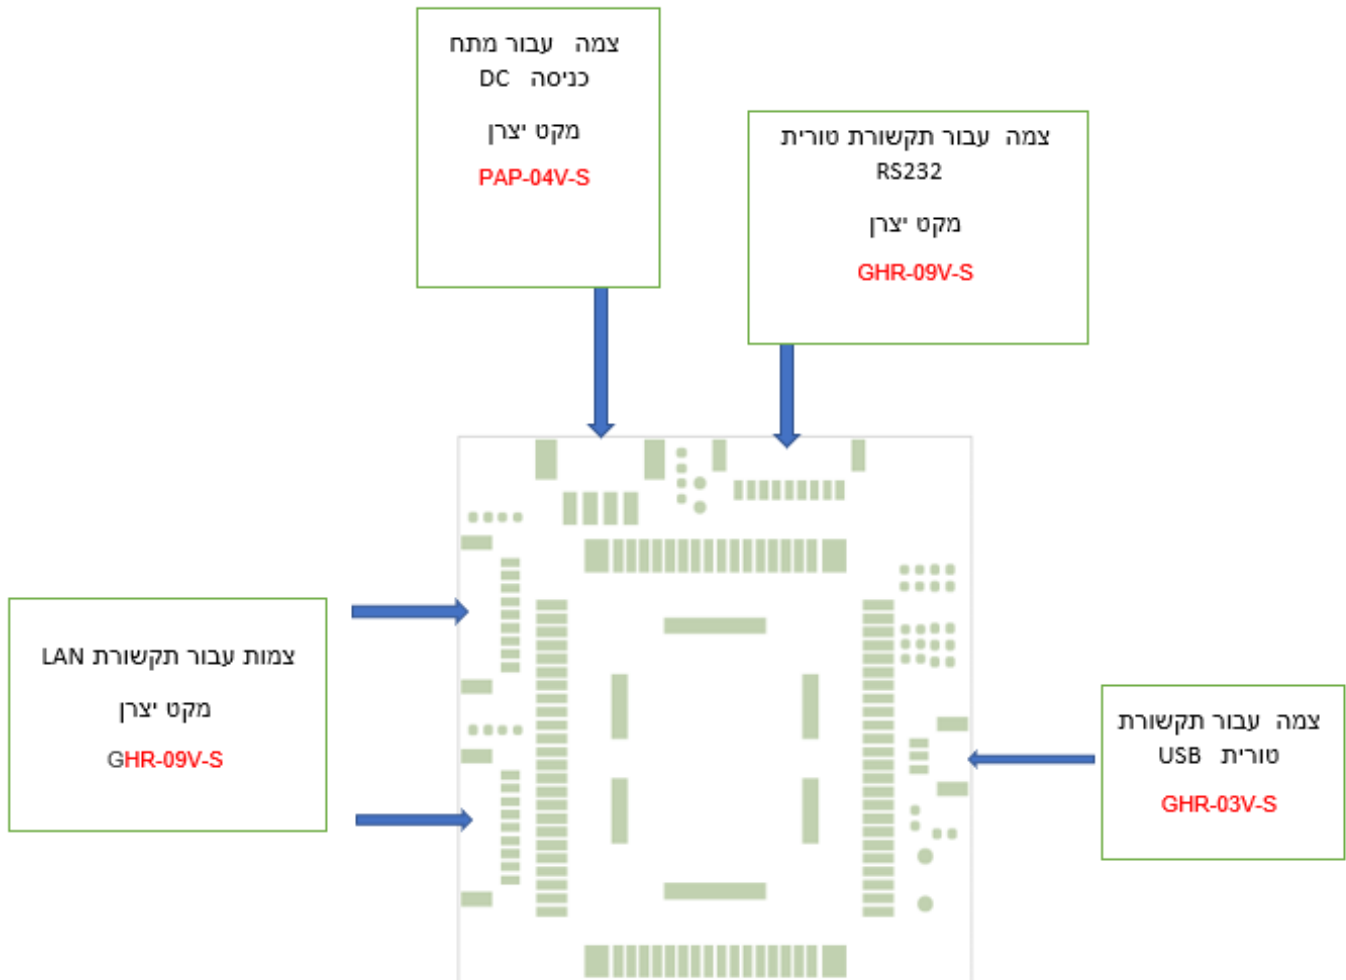 צמה עבור מתח
כניסה DC
מקט יצרן
PAP-04V-S
צמה עבור תקשורת טורית
RS232
מקט יצרן
GHR-09V-S
צמות עבור תקשורת LAN
מקט יצרן
GHR-09V-S
צמה עבור תקשורת
טורית USB
GHR-03V-S